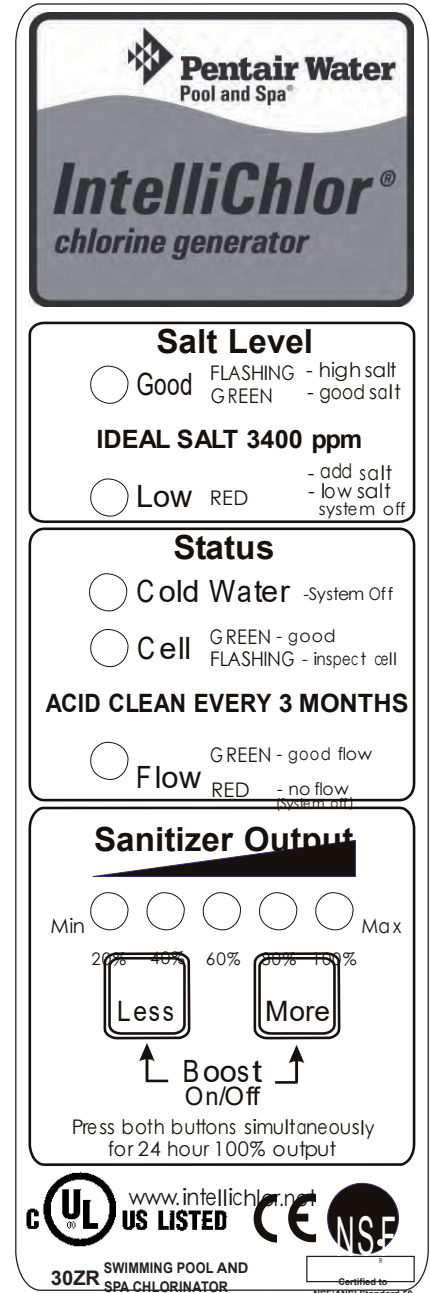 Pentair Water
Pool and Spa®
IntelliChlor®
chlorine generator
Salt Level
Good FLASHING - high salt
GREEN - good salt
IDEAL SALT 3400 ppm
- add salt
Low RED - low salt
system off
Status
Cold Water -System Off
Cell GREEN - good
FLASHING - inspect cell
ACID CLEAN EVERY 3 MONTHS
Flow GREEN - good flow
RED - no flow
(System off)
Sanitizer Output
Min Max
20% 40% 60% 80% 100%
Less More
Boost
On/Off
Press both buttons simultaneously
for 24 hour 100% output
www.intellichlor.net
C UL ® US LISTED CE NSF ®
30ZR SWIMMING POOL AND
SPA CHLORINATOR
Certified to
NSF/ANSI Standard 50